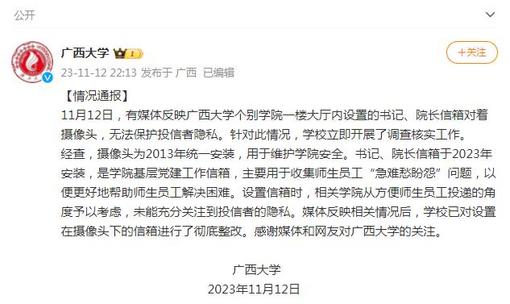 公开
广西大学
+关注
23-11-12 22:13 发布于 广西 已编辑
【情况通报】
11月12日，有媒体反映广西大学个别学院一楼大厅内设置的书记、院长信箱对着
摄像头，无法保护投信者隐私。针对此情况，学校立即开展了调查核实工作。
经查，摄像头为2013年统一安装，用于维护学院安全。书记、院长信箱于2023年
安装，是学院基层党建工作信箱，主要用于收集师生员工“急难愁盼怨”问题，以
便更好地帮助师生员工解决困难。设置信箱时，相关学院从方便师生员工投递的角
度予以考虑，未能充分关注到投信者的隐私。媒体反映相关情况后，学校已对设置
在摄像头下的信箱进行了彻底整改。感谢媒体和网友对广西大学的关注。
广西大学
2023年11月12日